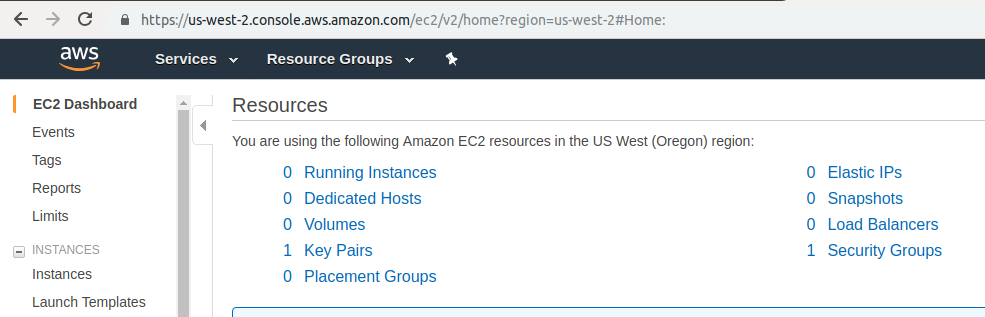 https://us-west-2.console.aws.amazon.com/ec2/v2/home?region=us-west-2#Home:
aws Services Resource Groups
EC2 Dashboard
Events
Tags
Reports
Limits
INSTANCES
Instances
Launch Templates
Resources
You are using the following Amazon EC2 resources in the US West (Oregon) region:
0 Running Instances
0 Dedicated Hosts
0 Volumes
1 Key Pairs
0 Placement Groups
0 Elastic IPs
0 Snapshots
0 Load Balancers
1 Security Groups